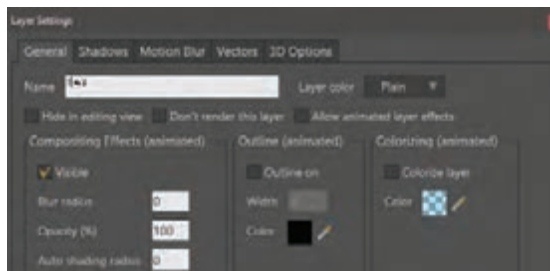 Layer Settings
General Shadows Motion Blur Vectors 3D Options
Name Layer color Plain
Hide in editing view Don't render this layer Allow animated layer effects
Compositing Effects (animated) Outline (animated) Colorizing (animated)
Visible Outline on Colorize layer
Blur radius 0 Width Color
Opacity (%) 100 Color
Auto shading radius 0